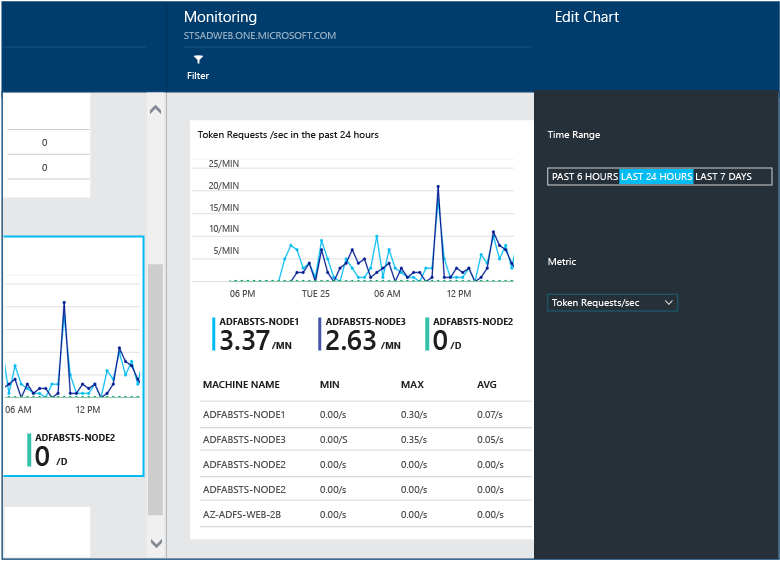 Monitoring
STSADWEB.ONE.MICROSOFT.COM
Filter
Edit Chart
0
0
06 AM 12 PM
ADFABSTS-NODE2
0 /D
Token Requests /sec in the past 24 hours
25/MIN
20/MIN
15/MIN
10/MIN
5/MIN
06 PM TUE 25 06 AM 12 PM
ADFABSTS-NODE1 ADFABSTS-NODE3 ADFABSTS-NODE2
3.37 /MN 2.63 /MN 0 /D
MACHINE NAME MIN MAX AVG
ADFABSTS-NODE1 0.00/s 0.30/s 0.07/s
ADFABSTS-NODE3 0.00/S 0.35/s 0.05/s
ADFABSTS-NODE2 0.00/s 0.00/s 0.00/s
ADFABSTS-NODE2 0.00/s 0.00/s 0.00/s
AZ-ADFS-WEB-2B 0.00/s 0.00/s 0.00/s
Time Range
PAST 6 HOURS LAST 24 HOURS LAST 7 DAYS
Metric
Token Requests/sec